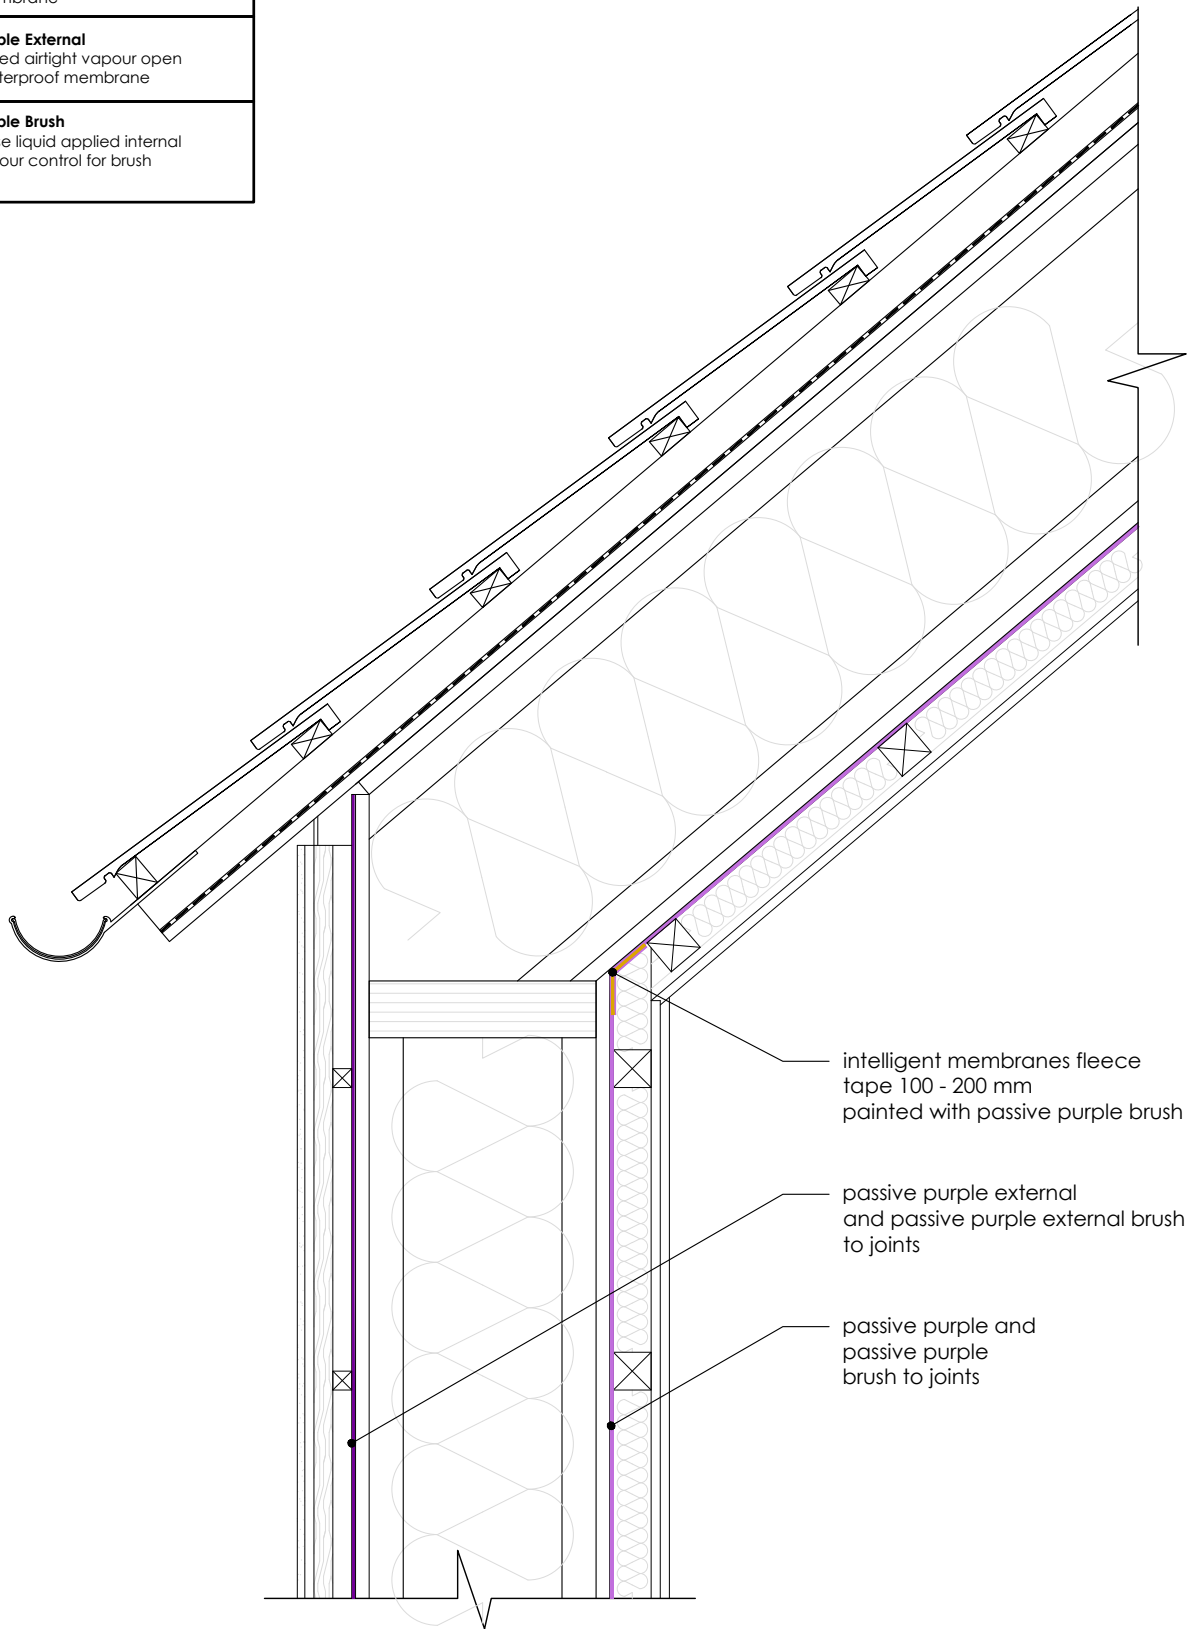 ple External
ed airtight vapour open
terproof membrane
ple Brush
e liquid applied internal
our control for brush
intelligent membranes fleece
tape 100 - 200 mm
painted with passive purple brush
passive purple external
and passive purple external brush
to joints
passive purple and
passive purple
brush to joints